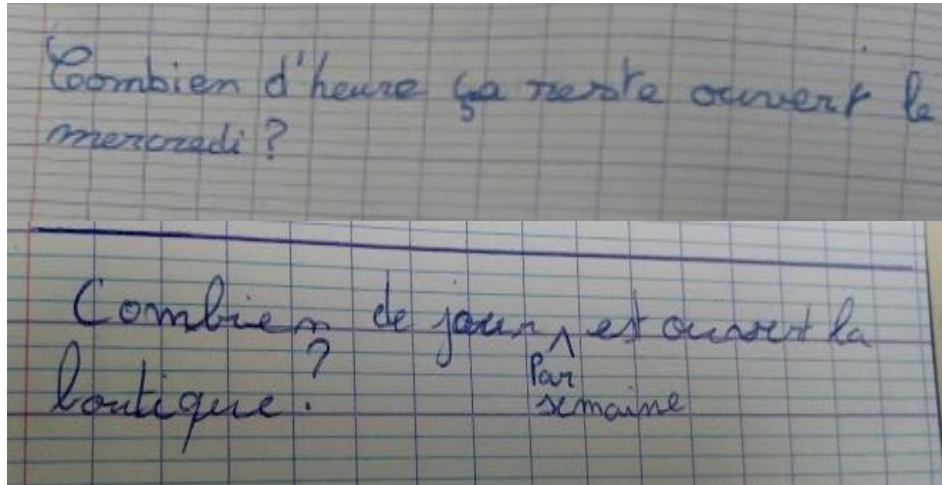 Combien d'heure ça reste ouvert le
mercredi ?
Combien de jour est ouvert la
boutique ?
Par
semaine